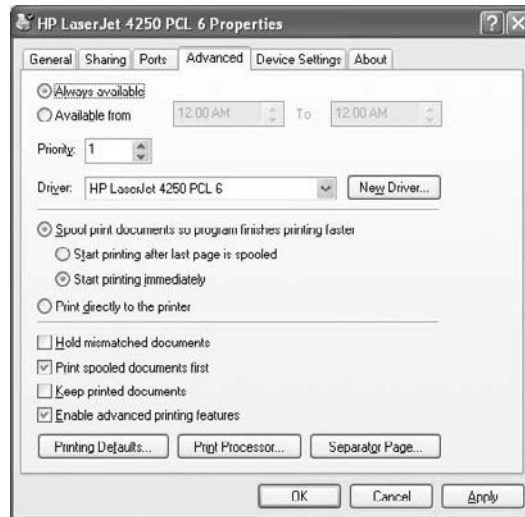 HP LaserJet 4250 PCL 6 Properties
General Sharing Ports Advanced Device Settings About
Always available
Available from 12:00 AM To 12:00 AM
Priority: 1
Driver: HP LaserJet 4250 PCL 6 New Driver...
Spool print documents so program finishes printing faster
Start printing after last page is spooled
Start printing immediately
Print directly to the printer
Hold mismatched documents
Print spooled documents first
Keep printed documents
Enable advanced printing features
Printing Defaults... Print Processor... Separator Page...
OK Cancel Apply